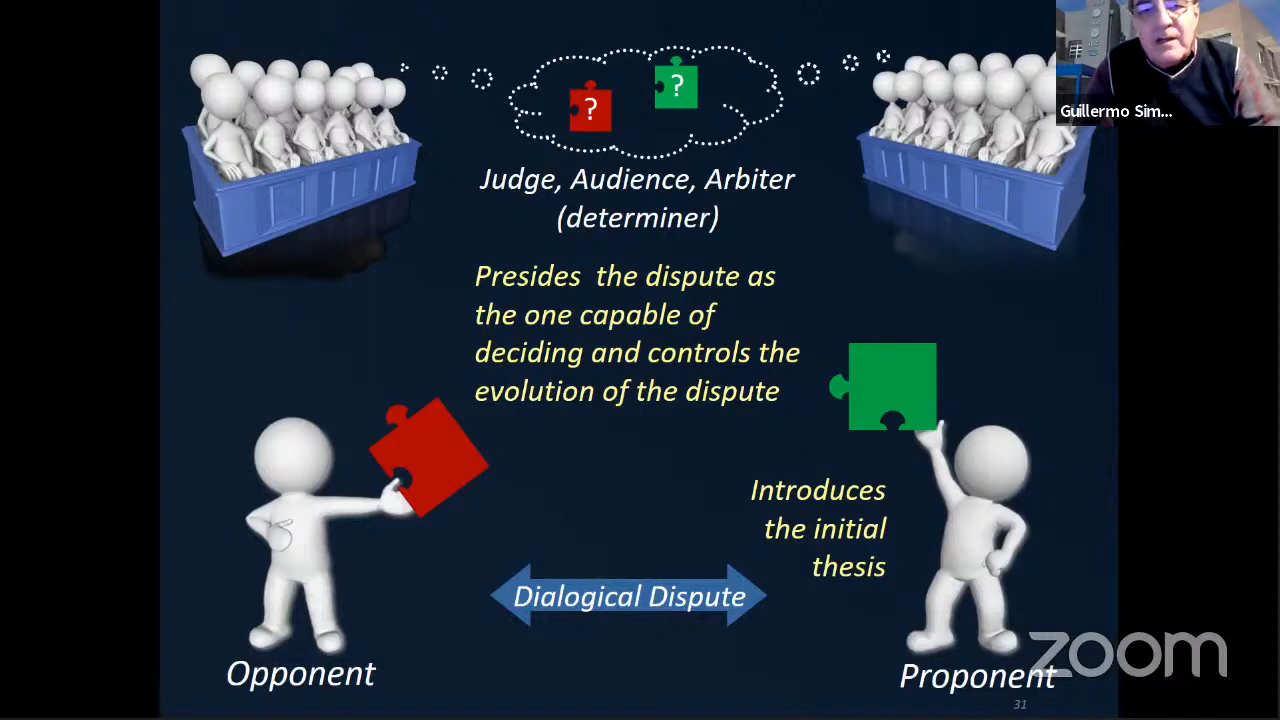 Guillermo Sim...
?
?
Judge, Audience, Arbiter
(determiner)
Presides the dispute as
the one capable of
deciding and controls the
evolution of the dispute
Introduces
the initial
thesis
Dialogical Dispute
Opponent
Proponent
zoom
31